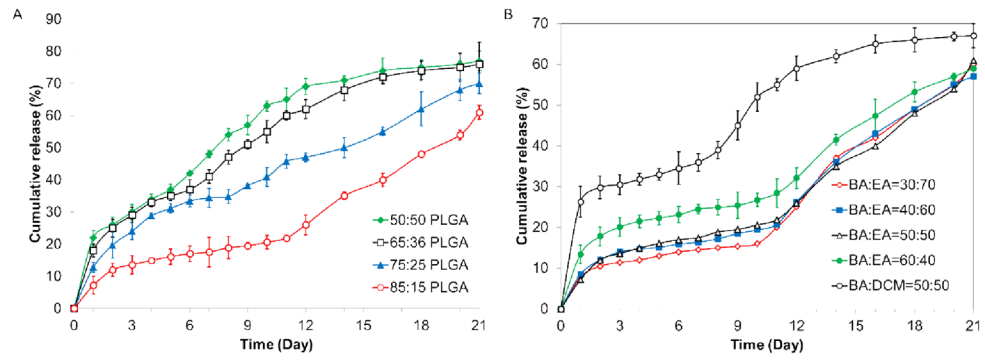 A
Cumulative release (%)
90
80
70
60
50
40
30
20
10
0
0 3 6 9 12 15 18 21
Time (Day)
50:50 PLGA
65:36 PLGA
75:25 PLGA
85:15 PLGA
B
Cumulative release (%)
70
60
50
40
30
20
10
0
0 3 6 9 12 15 18 21
Time (Day)
BA:EA=30:70
BA:EA=40:60
BA:EA=50:50
BA:EA=60:40
BA:DCM=50:50